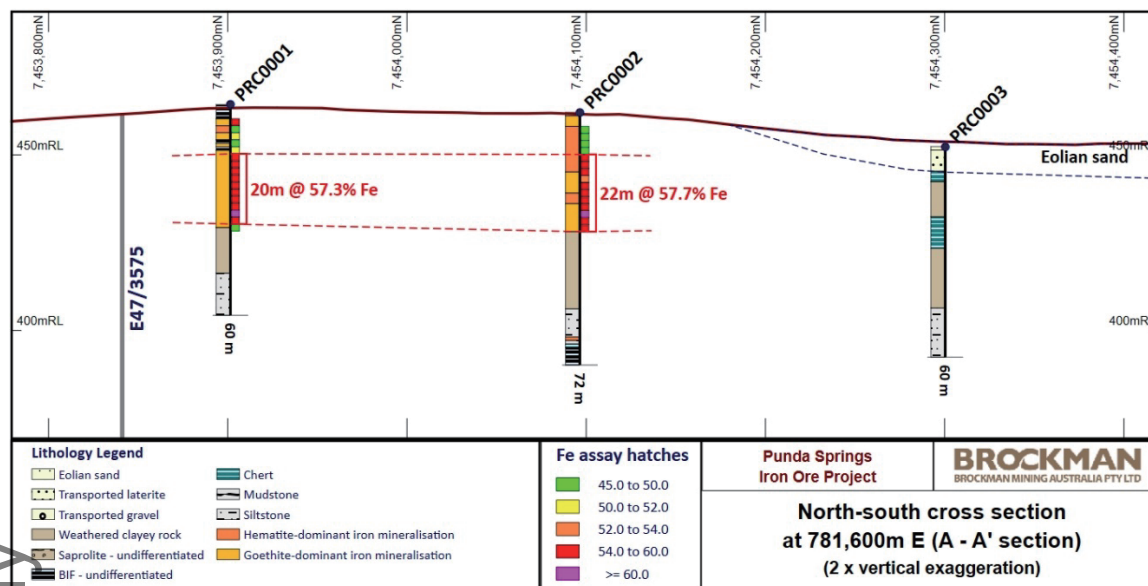 7,453,800mN
7,453,900mN
7,454,000mN
7,454,100mN
7,454,200mN
7,454,300mN
7,454,400mN
PRC0001
PRC0002
PRC0003
450mRL
450mRL
Eolian sand
20m @ 57.3% Fe
22m @ 57.7% Fe
E47/3575
400mRL
400mRL
60 m
72 m
60 m
Lithology Legend
Eolian sand
Transported laterite
Transported gravel
Weathered clayey rock
Saprolite - undifferentiated
BIF - undifferentiated
Chert
Mudstone
Siltstone
Hematite-dominant iron mineralisation
Goethite-dominant iron mineralisation
Fe assay hatches
45.0 to 50.0
50.0 to 52.0
52.0 to 54.0
54.0 to 60.0
>= 60.0
Punda Springs
Iron Ore Project
BROCKMAN
BROCKMAN MINING AUSTRALIA PTY LTD
North-south cross section
at 781,600m E (A - A' section)
(2 x vertical exaggeration)